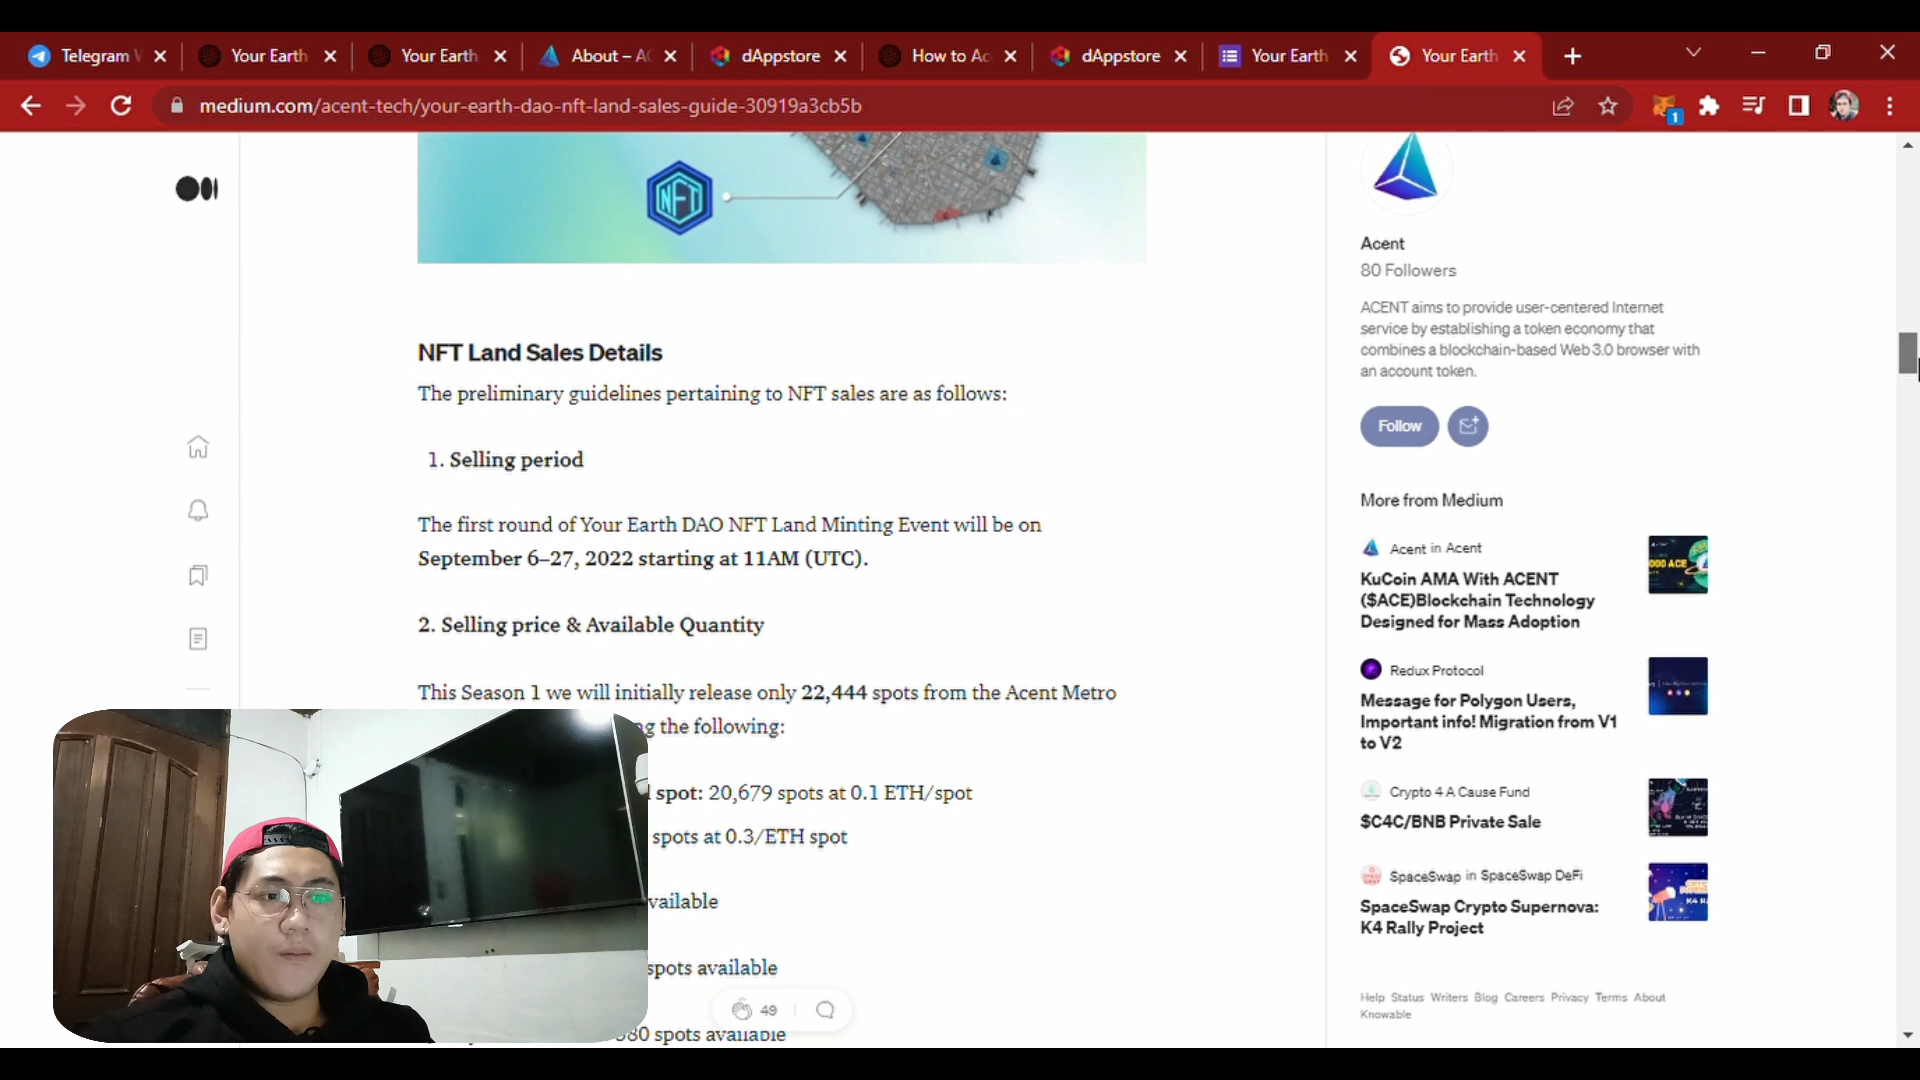 Telegram
Your Earth
Your Earth
About – AC
dAppstore
How to Ac
dAppstore
Your Earth
Your Earth
medium.com/acent-tech/your-earth-dao-nft-land-sales-guide-30919a3cb5b
1
NFT
NFT Land Sales Details
The preliminary guidelines pertaining to NFT sales are as follows:
1. Selling period
The first round of Your Earth DAO NFT Land Minting Event will be on
September 6–27, 2022 starting at 11AM (UTC).
2. Selling price & Available Quantity
This Season 1 we will initially release only 22,444 spots from the Acent Metro
the following:
spot: 20,679 spots at 0.1 ETH/spot
spots at 0.3/ETH spot
vailable
spots available
49
380 spots available
Acent
80 Followers
ACENT aims to provide user-centered Internet
service by establishing a token economy that
combines a blockchain-based Web 3.0 browser with
an account token.
Follow
More from Medium
Acent in Acent
KuCoin AMA With ACENT
($ACE)Blockchain Technology
Designed for Mass Adoption
000 ACE
Redux Protocol
Message for Polygon Users,
Important info! Migration from V1
to V2
Crypto 4 A Cause Fund
$C4C/BNB Private Sale
SpaceSwap in SpaceSwap DeFi
SpaceSwap Crypto Supernova:
K4 Rally Project
Help Status Writers Blog Careers Privacy Terms About
Knowable